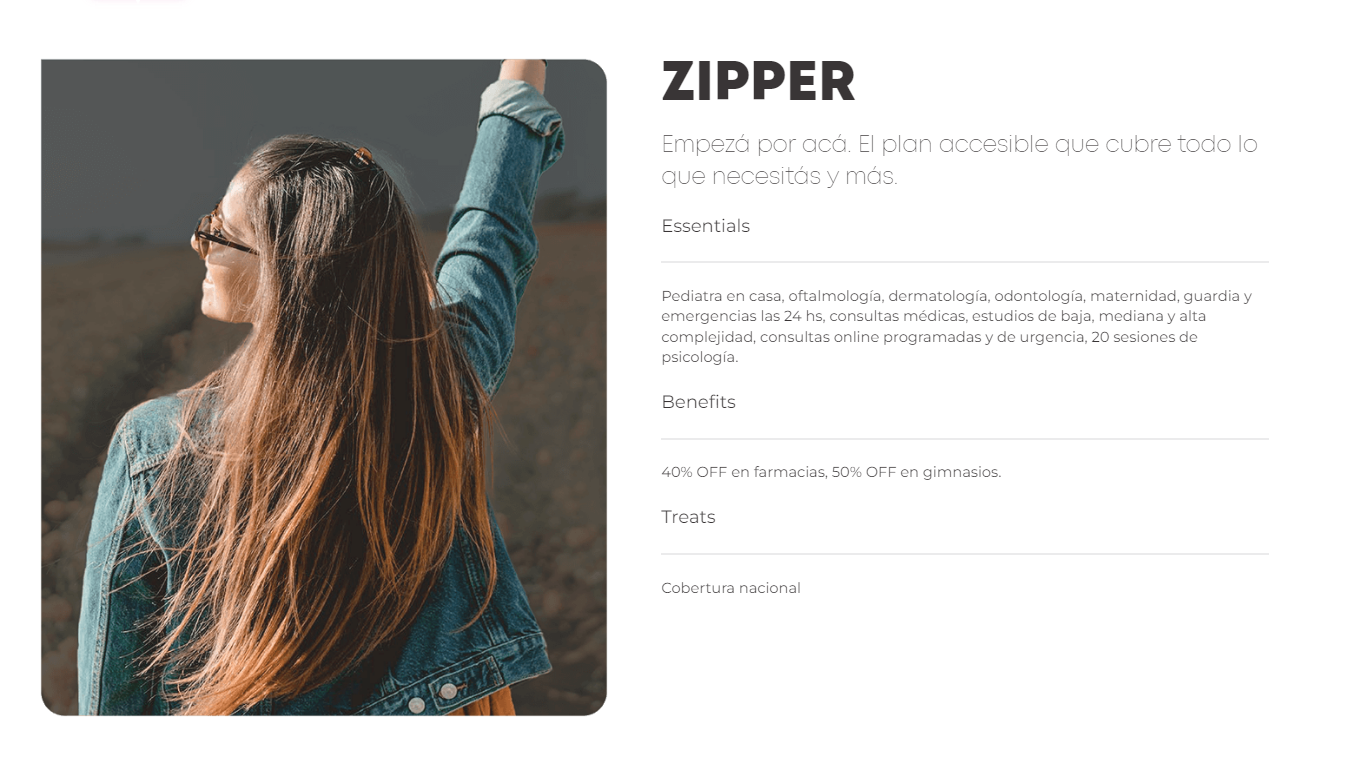 ZIPPER
Empezá por acá. El plan accesible que cubre todo lo
que necesitás y más.
Essentials
Pediatra en casa, oftalmología, dermatología, odontología, maternidad, guardia y
emergencias las 24 hs, consultas médicas, estudios de baja, mediana y alta
complejidad, consultas online programadas y de urgencia, 20 sesiones de
psicología.
Benefits
40% OFF en farmacias, 50% OFF en gimnasios.
Treats
Cobertura nacional